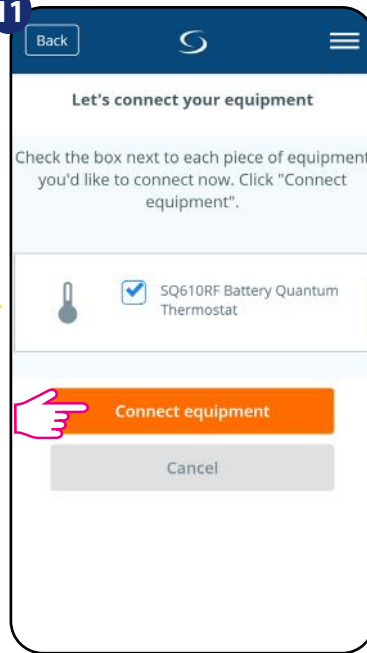 11
Back
Let's connect your equipment
Check the box next to each piece of equipment
you'd like to connect now. Click "Connect
equipment".
SQ610RF Battery Quantum
Thermostat
Connect equipment
Cancel